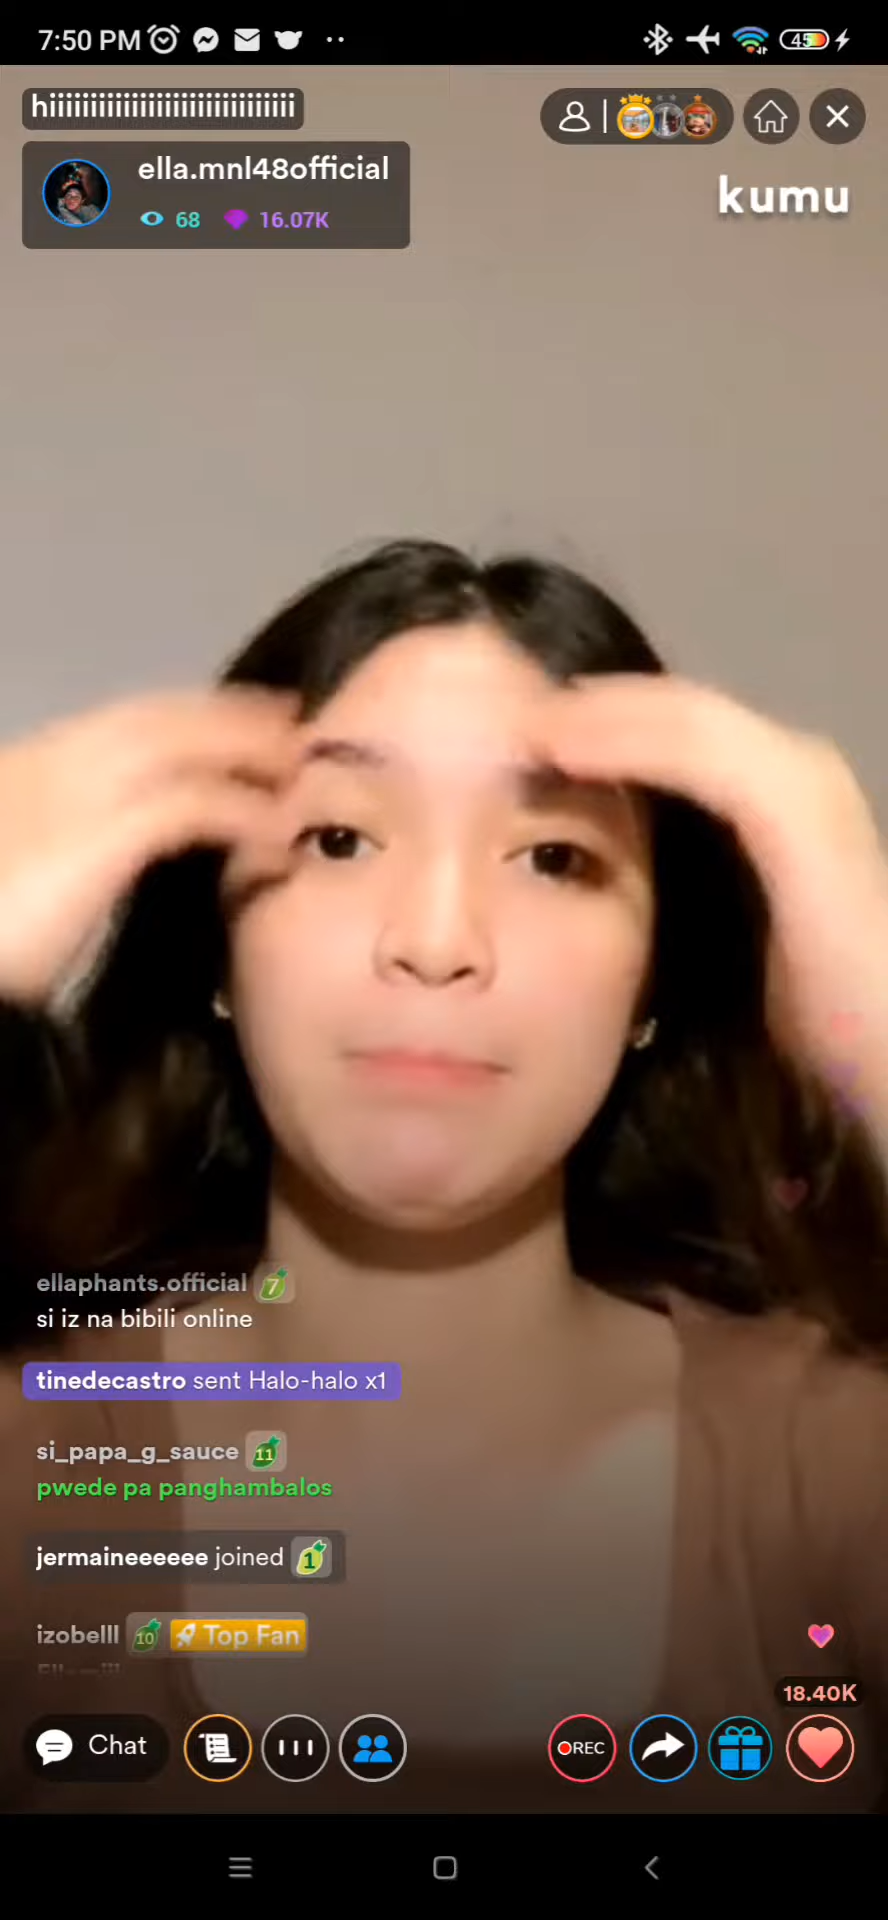 7:50 PM
45
hiiiiiiiiiiiiiiiiiiiiiiiiiiiiii
ella.mnl48official
68 16.07K
kumu
ellaphants.official 7
si iz na bibili online
tinedecastro sent Halo-halo x1
si_papa_g_sauce 11
pwede pa panghambalos
jermaineeeeee joined 1
izobelll 10 Top Fan
18.40K
Chat
REC